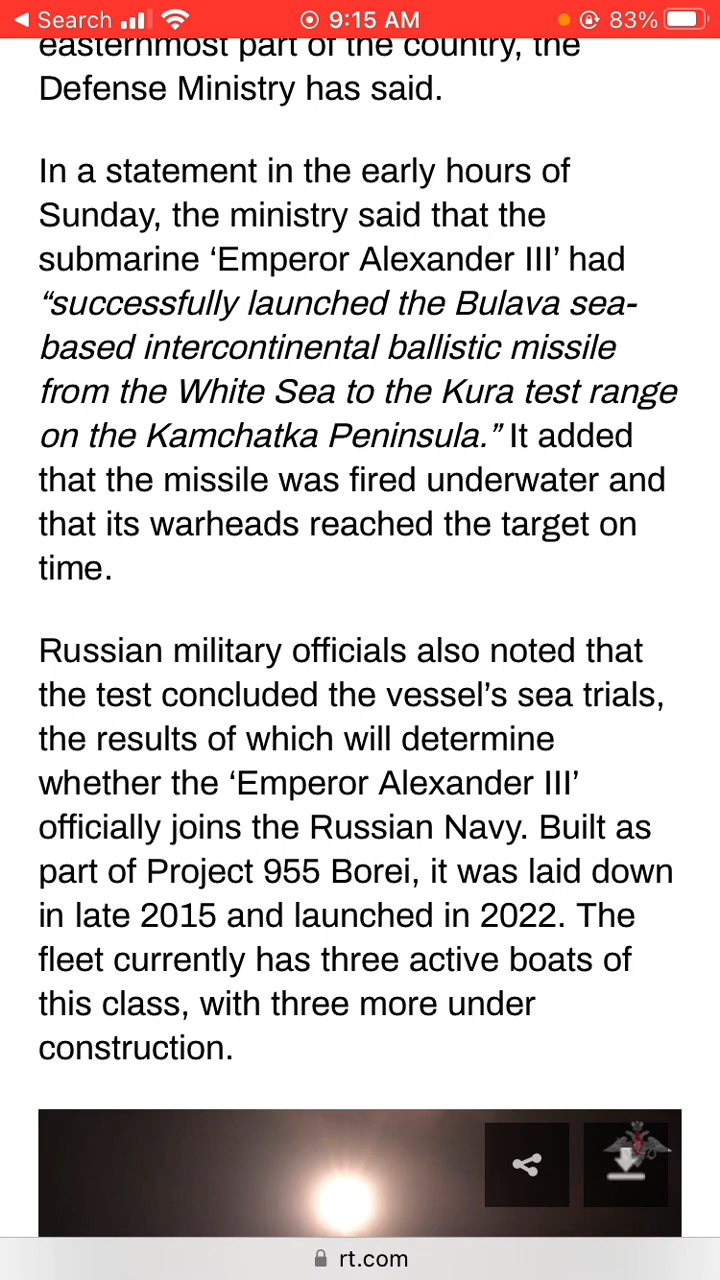 Search
9:15 AM
83%
easternmost part of the country, the
Defense Ministry has said.
In a statement in the early hours of
Sunday, the ministry said that the
submarine ‘Emperor Alexander III’ had
“successfully launched the Bulava sea-
based intercontinental ballistic missile
from the White Sea to the Kura test range
on the Kamchatka Peninsula.” It added
that the missile was fired underwater and
that its warheads reached the target on
time.
Russian military officials also noted that
the test concluded the vessel’s sea trials,
the results of which will determine
whether the ‘Emperor Alexander III’
officially joins the Russian Navy. Built as
part of Project 955 Borei, it was laid down
in late 2015 and launched in 2022. The
fleet currently has three active boats of
this class, with three more under
construction.
rt.com